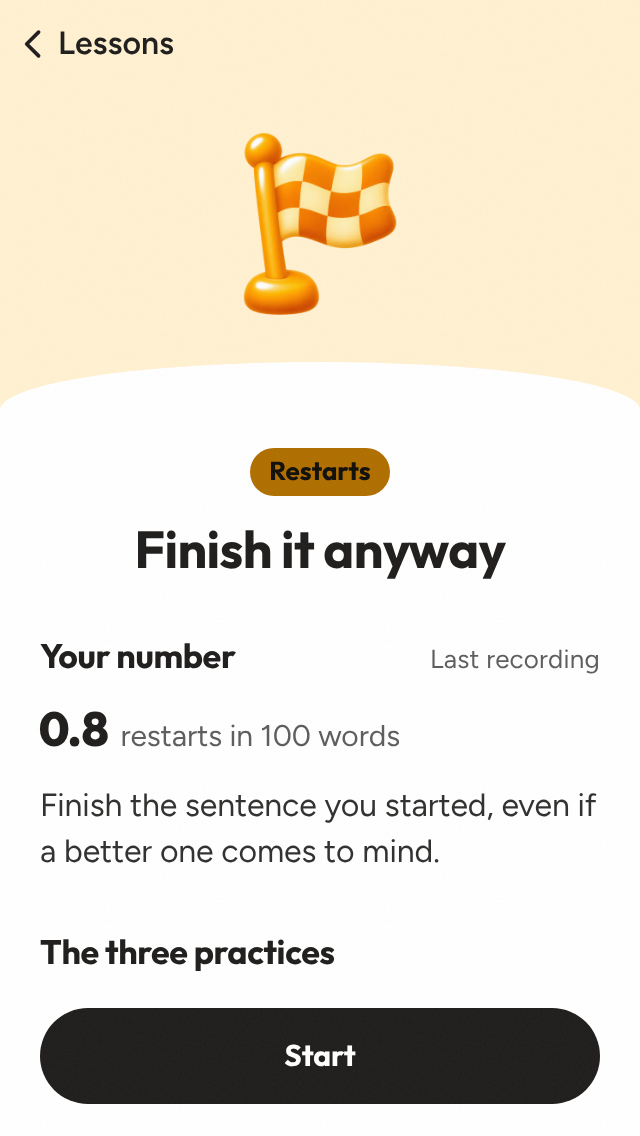 Lessons
Restarts
Finish it anyway
Your number
Last recording
0.8 restarts in 100 words
Finish the sentence you started, even if
a better one comes to mind.
The three practices
Start